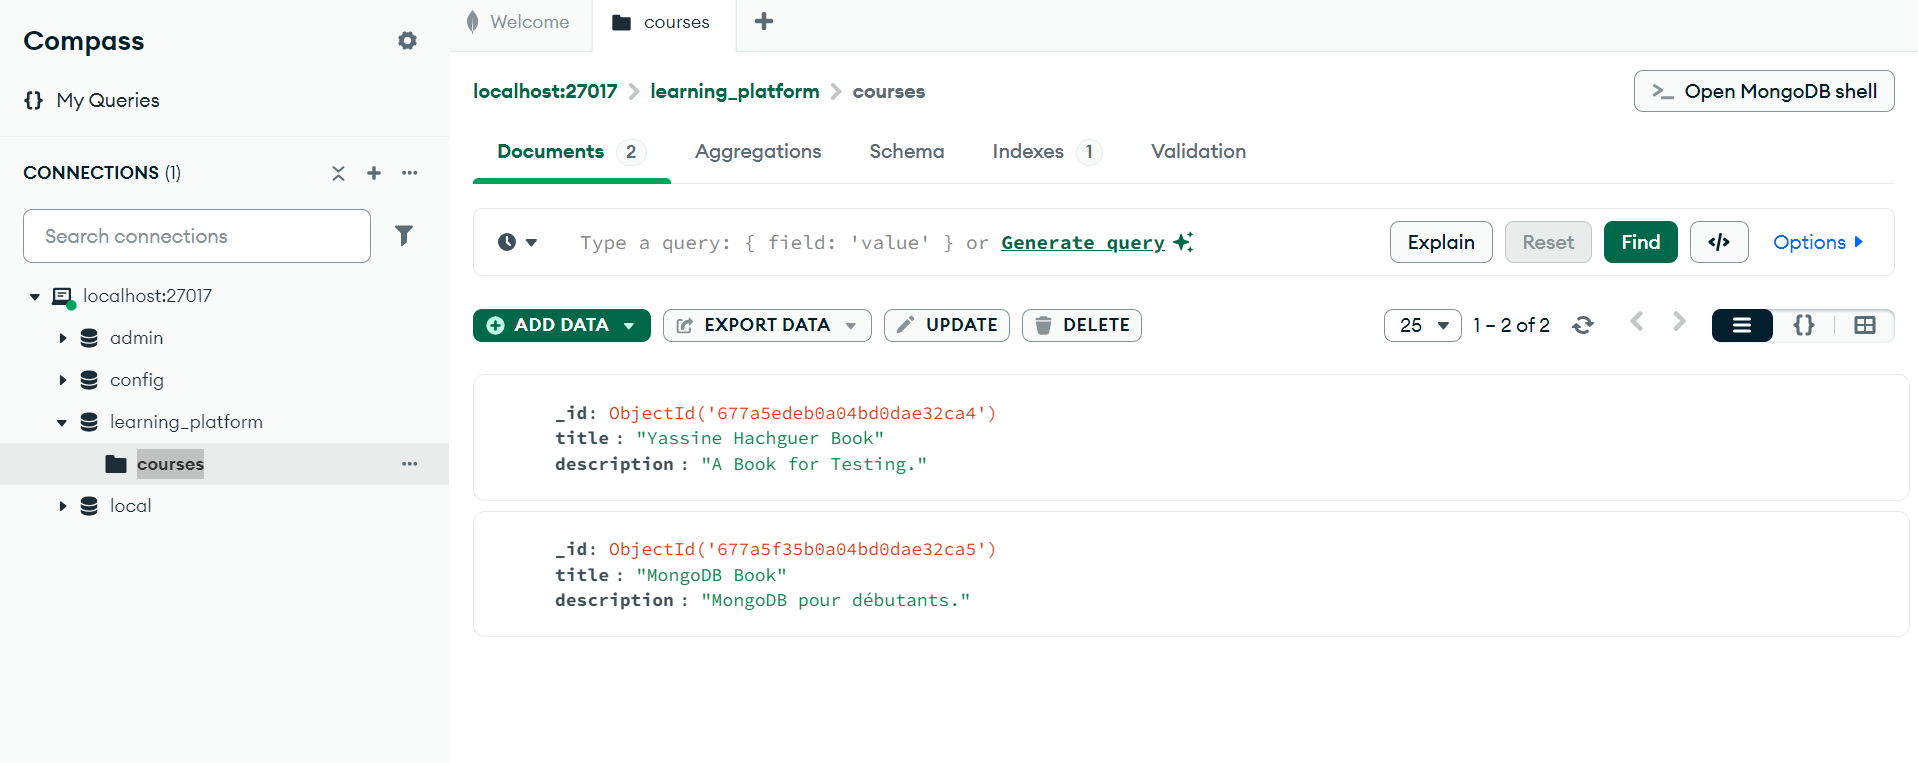 Compass
My Queries
CONNECTIONS (1)
Search connections
localhost:27017
admin
config
learning_platform
courses
local
Welcome
courses
localhost:27017 learning_platform courses
Open MongoDB shell
Documents 2 Aggregations Schema Indexes 1 Validation
Type a query: { field: 'value' } or Generate query
Explain Reset Find </> Options
ADD DATA EXPORT DATA UPDATE DELETE 25 1 – 2 of 2 {}
_id: ObjectId('677a5edeb0a04bd0dae32ca4')
title : "Yassine Hachguer Book"
description : "A Book for Testing."
_id: ObjectId('677a5f35b0a04bd0dae32ca5')
title : "MongoDB Book"
description : "MongoDB pour débutants."